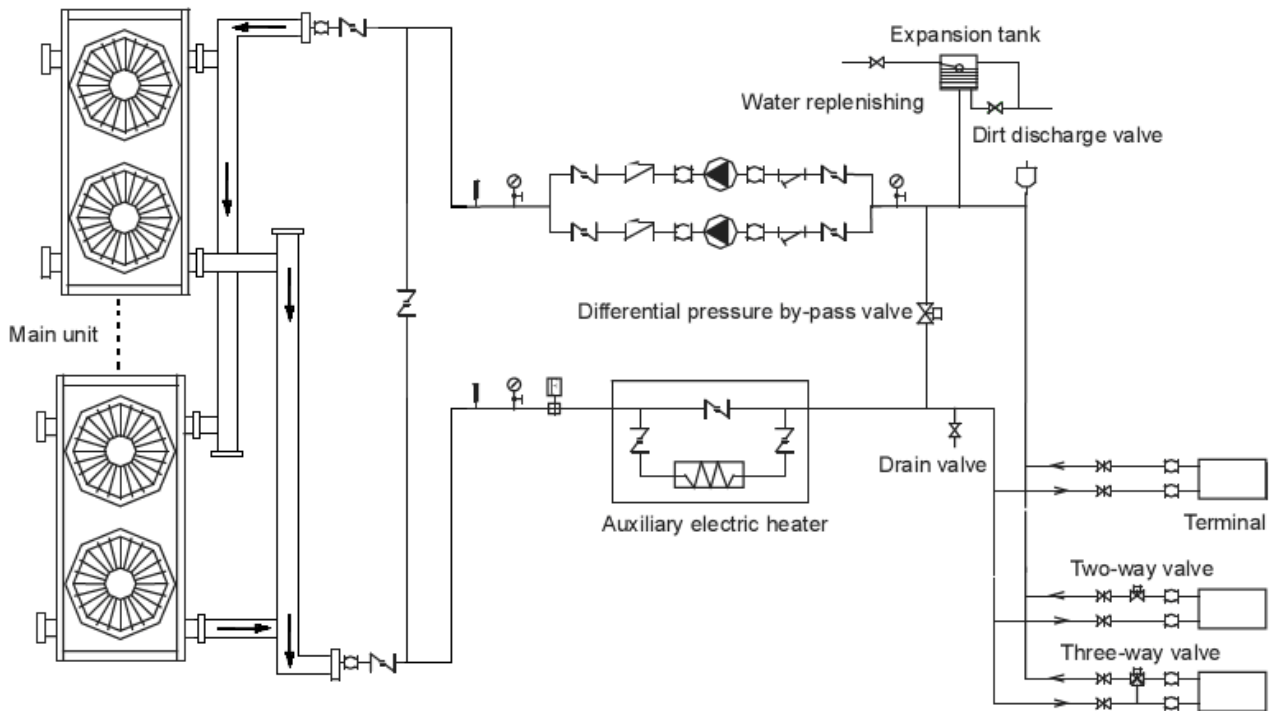 Expansion tank
Water replenishing
Dirt discharge valve
Differential pressure by-pass valve
Main unit
Drain valve
Auxiliary electric heater
Terminal
Two-way valve
Three-way valve